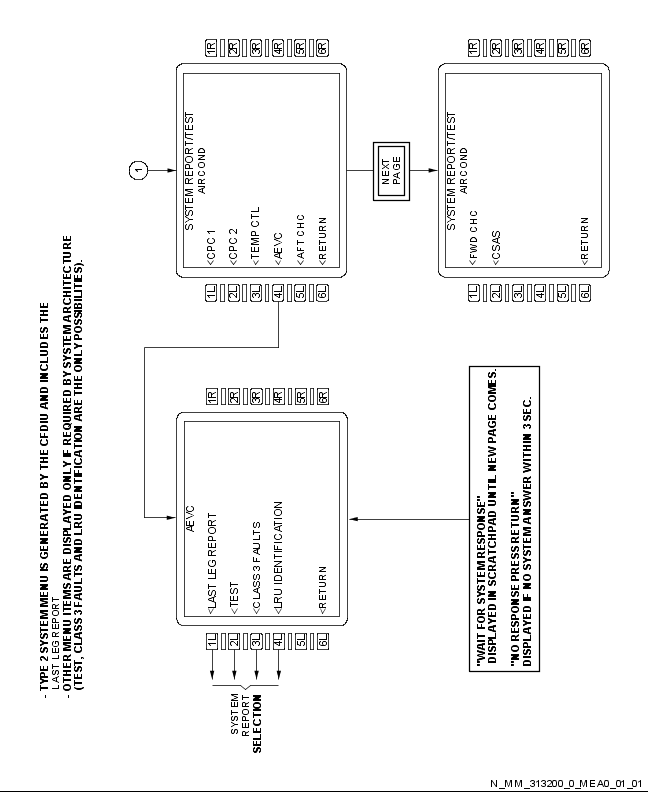 - TYPE 2 SYSTEM MENU IS GENERATED BY THE CFDIU AND INCLUDES THE
LAST LEG REPORT
- OTHER MENU ITEMS ARE DISPLAYED ONLY IF REQUIRED BY SYSTEM ARCHITECTURE
(TEST, CLASS 3 FAULTS AND LRU IDENTIFICATION ARE THE ONLY POSSIBILITIES).
1
SYSTEM REPORT/TEST
AIR COND
1L <CPC 1 1R
2L <CPC 2 2R
3L <TEMP CTL 3R
4L <AEVC 4R
5L <AFT CHC 5R
6L <RETURN 6R
NEXT
PAGE
SYSTEM REPORT/TEST
AIR COND
1L <FWD CHC 1R
2L <CSAS 2R
3L 3R
4L 4R
5L 5R
6L <RETURN 6R
AEVC
1L <LAST LEG REPORT 1R
2L <TEST 2R
3L <CLASS 3 FAULTS 3R
4L <LRU IDENTIFICATION 4R
5L 5R
6L <RETURN 6R
SYSTEM
REPORT
SELECTION
"WAIT FOR SYSTEM RESPONSE"
DISPLAYED IN SCRATCHPAD UNTIL NEW PAGE COMES.
"NO RESPONSE PRESS RETURN"
DISPLAYED IF NO SYSTEM ANSWER WITHIN 3 SEC.
N_MM_313200_0_MEA0_01_01